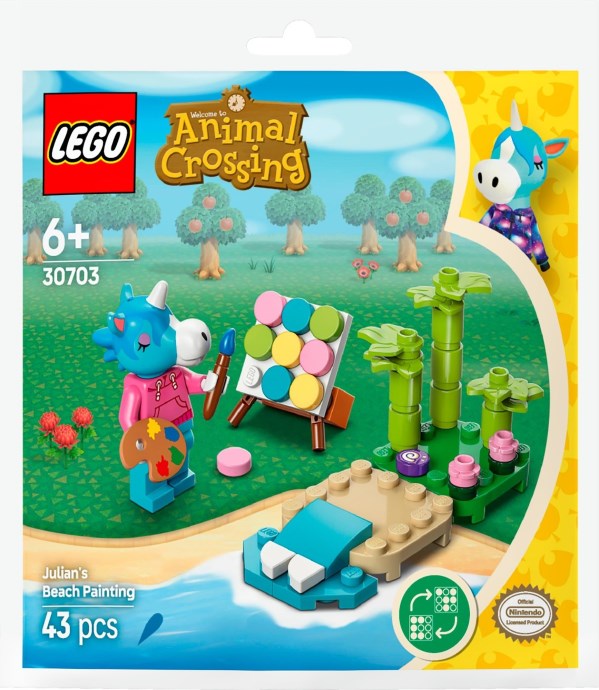 LEGO
Welcome to
Animal
Crossing
6+
30703
Julian's
Beach Painting
43 pcs
Official
Nintendo
Licensed Product